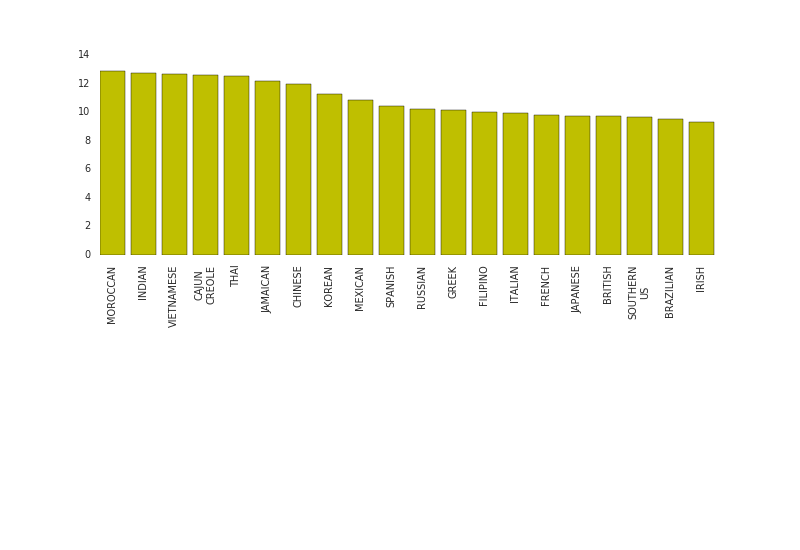 14
12
10
8
6
4
2
0
MOROCCAN
INDIAN
VIETNAMESE
CAJUN
CREOLE
THAI
JAMAICAN
CHINESE
KOREAN
MEXICAN
SPANISH
RUSSIAN
GREEK
FILIPINO
ITALIAN
FRENCH
JAPANESE
BRITISH
SOUTHERN
US
BRAZILIAN
IRISH